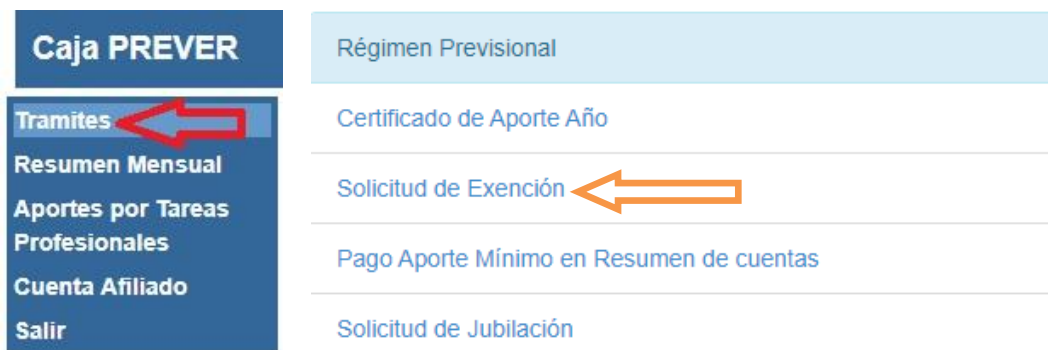 Caja PREVER
Tramites
Resumen Mensual
Aportes por Tareas
Profesionales
Cuenta Afiliado
Salir
Régimen Previsional
Certificado de Aporte Año
Solicitud de Exención
Pago Aporte Mínimo en Resumen de cuentas
Solicitud de Jubilación